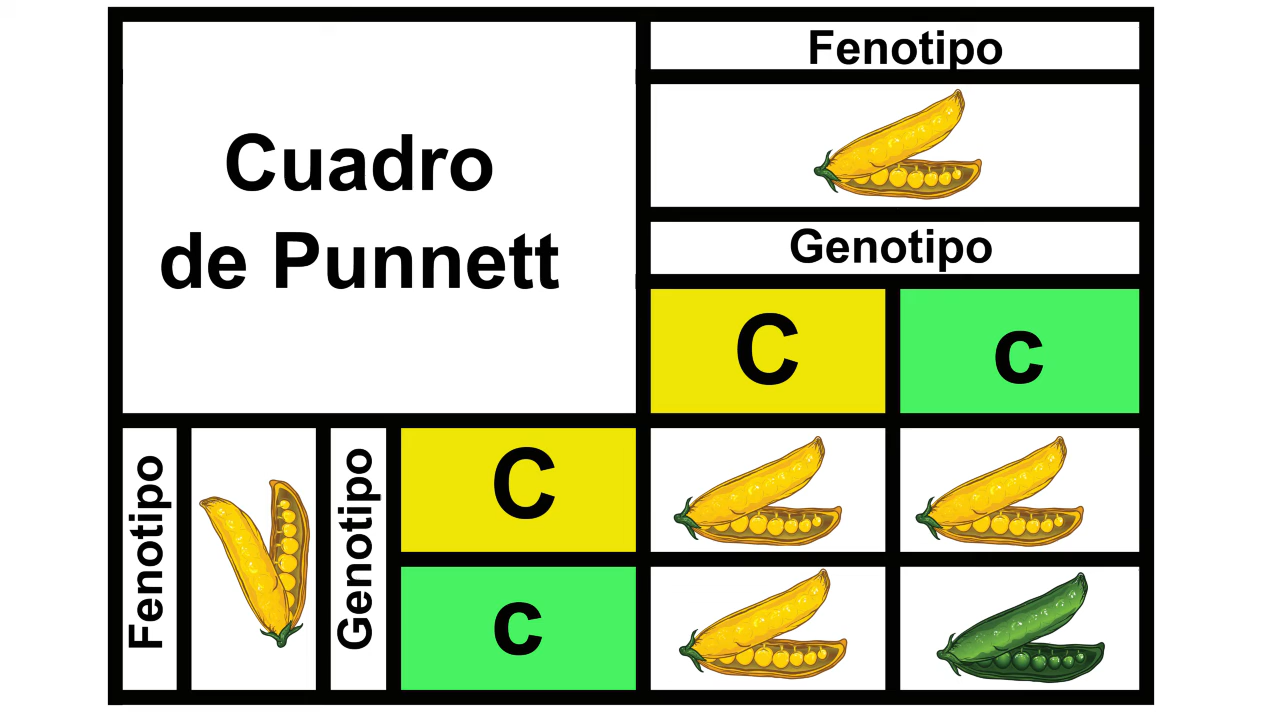 Cuadro
de Punnett
Fenotipo
Genotipo
C
c
Fenotipo
Genotipo
C
c